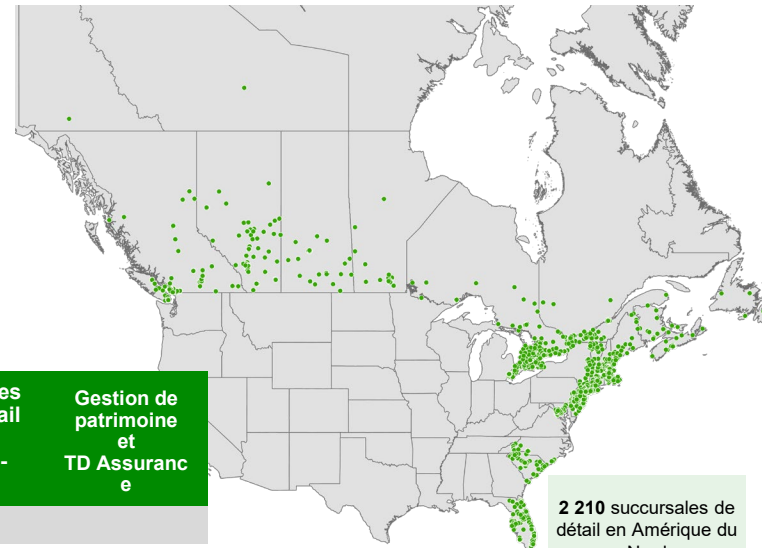 es
ail
-
Gestion de
patrimoine
et
TD Assuranc
e
2 210 succursales de
détail en Amérique du